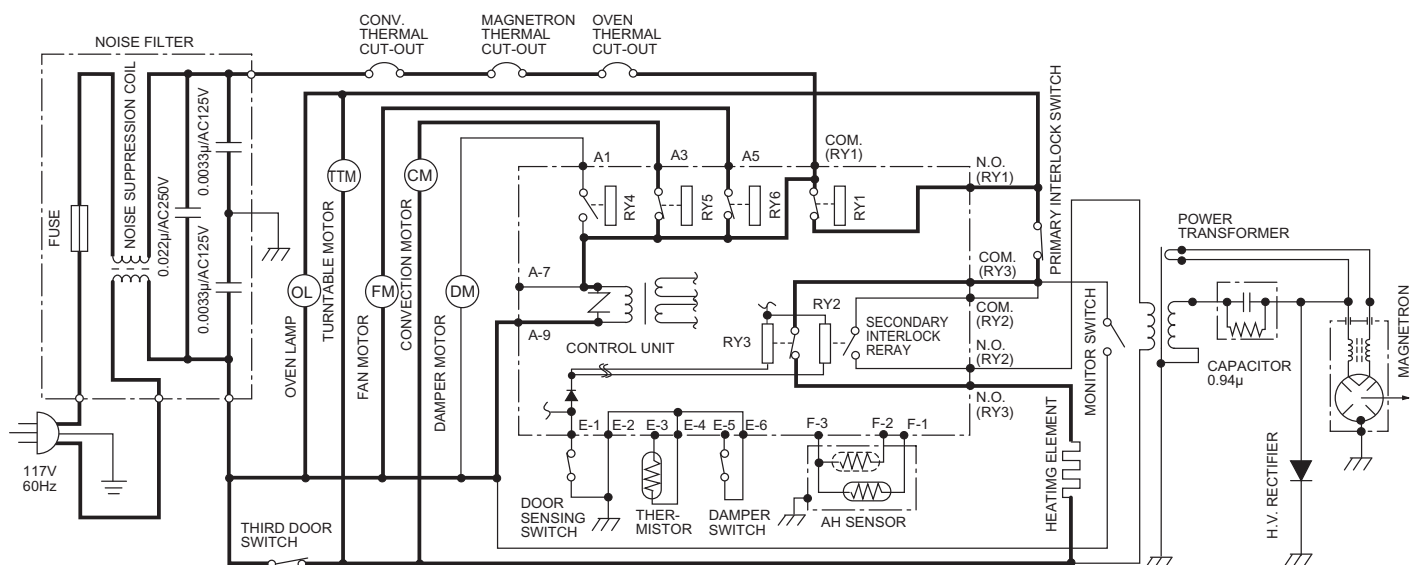 CONV.
THERMAL
CUT-OUT
MAGNETRON
THERMAL
CUT-OUT
OVEN
THERMAL
CUT-OUT
NOISE FILTER
FUSE
NOISE SUPPRESSION COIL
0.022µ/AC250V
0.0033µ/AC125V
0.0033µ/AC125V
117V
60Hz
OL
OVEN LAMP
TTM
TURNTABLE MOTOR
FM
FAN MOTOR
CM
CONVECTION MOTOR
DM
DAMPER MOTOR
A1
A3
A5
COM.
(RY1)
N.O.
(RY1)
RY4
RY5
RY6
RY1
PRIMARY INTERLOCK SWITCH
A-7
A-9
CONTROL UNIT
COM.
(RY3)
COM.
(RY2)
RY2
RY3
SECONDARY
INTERLOCK
RERAY
N.O.
(RY2)
N.O.
(RY3)
MONITOR SWITCH
POWER
TRANSFORMER
CAPACITOR
0.94µ
MAGNETRON
H.V. RECTIFIER
HEATIMG ELEMENT
E-1
E-2
E-3
E-4
E-5
E-6
F-3
F-2
F-1
DOOR
SENSING
SWITCH
THER-
MISTOR
DAMPER
SWITCH
AH SENSOR
THIRD DOOR
SWITCH